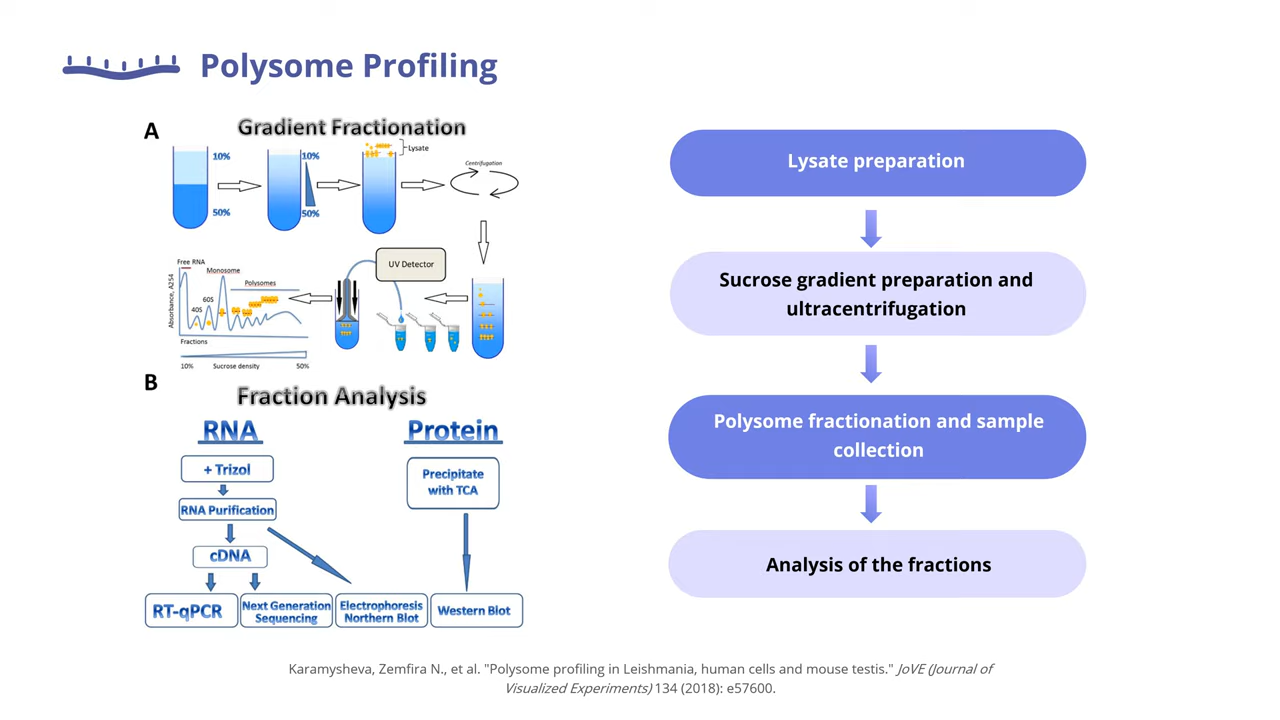 Polysome Profiling
A
Gradient Fractionation
10%
50%
10%
50%
Lysate
Centrifugation
UV Detector
Free RNA
Monosome
Polysomes
60S
40S
Absorbance, A254
Fractions
10%
Sucrose density
50%
B
Fraction Analysis
RNA
Protein
+ Trizol
RNA Purification
cDNA
RT-qPCR
Next Generation
Sequencing
Electrophoresis
Northern Blot
Precipitate
with TCA
Western Blot
Lysate preparation
Sucrose gradient preparation and
ultracentrifugation
Polysome fractionation and sample
collection
Analysis of the fractions
Karamysheva, Zemfira N., et al. "Polysome profiling in Leishmania, human cells and mouse testis." JoVE (Journal of
Visualized Experiments) 134 (2018): e57600.